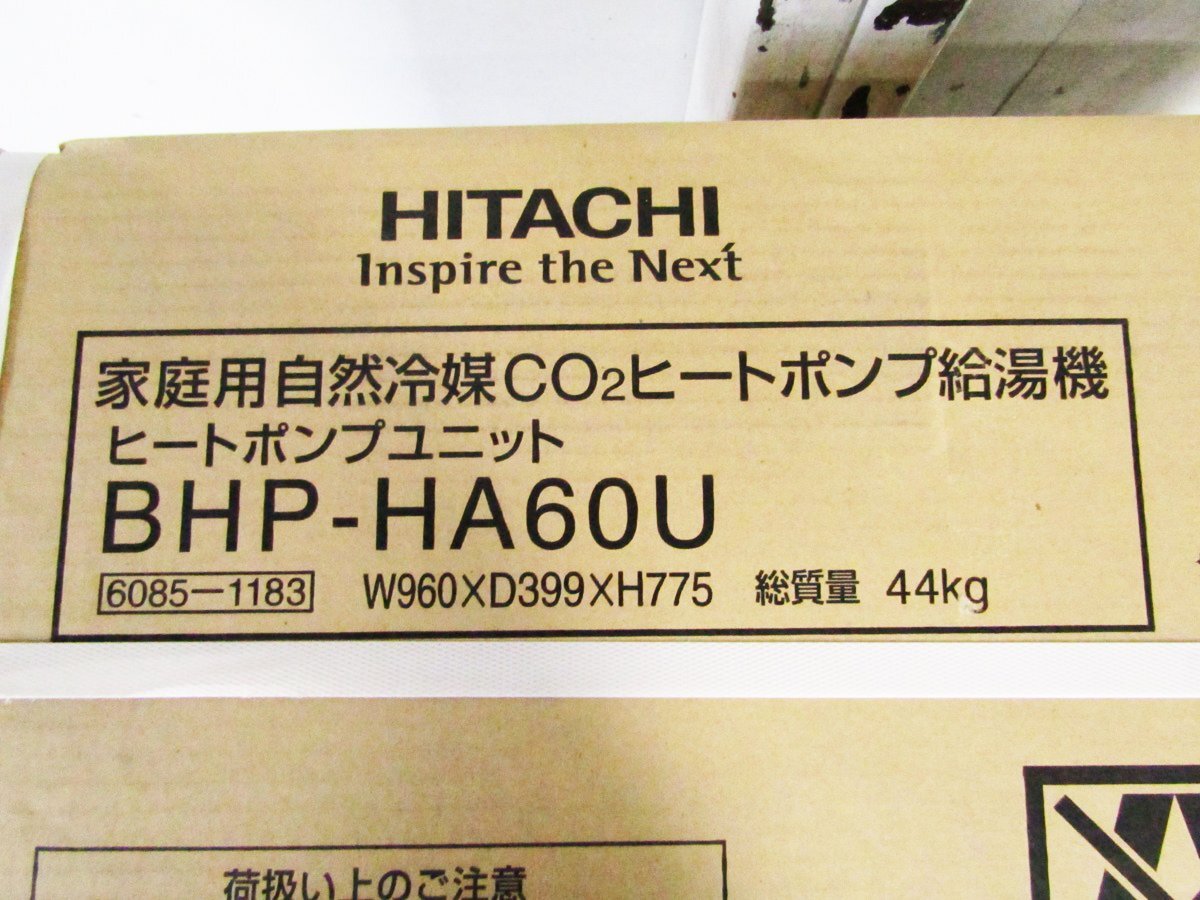 HITACHI
Inspire the Next
家庭用自然冷媒CO2ヒートポンプ給湯機
ヒートポンプユニット
BHP-HA60U
6085-1183 W960×D399×H775 総質量 44kg
荷扱い上のご注意